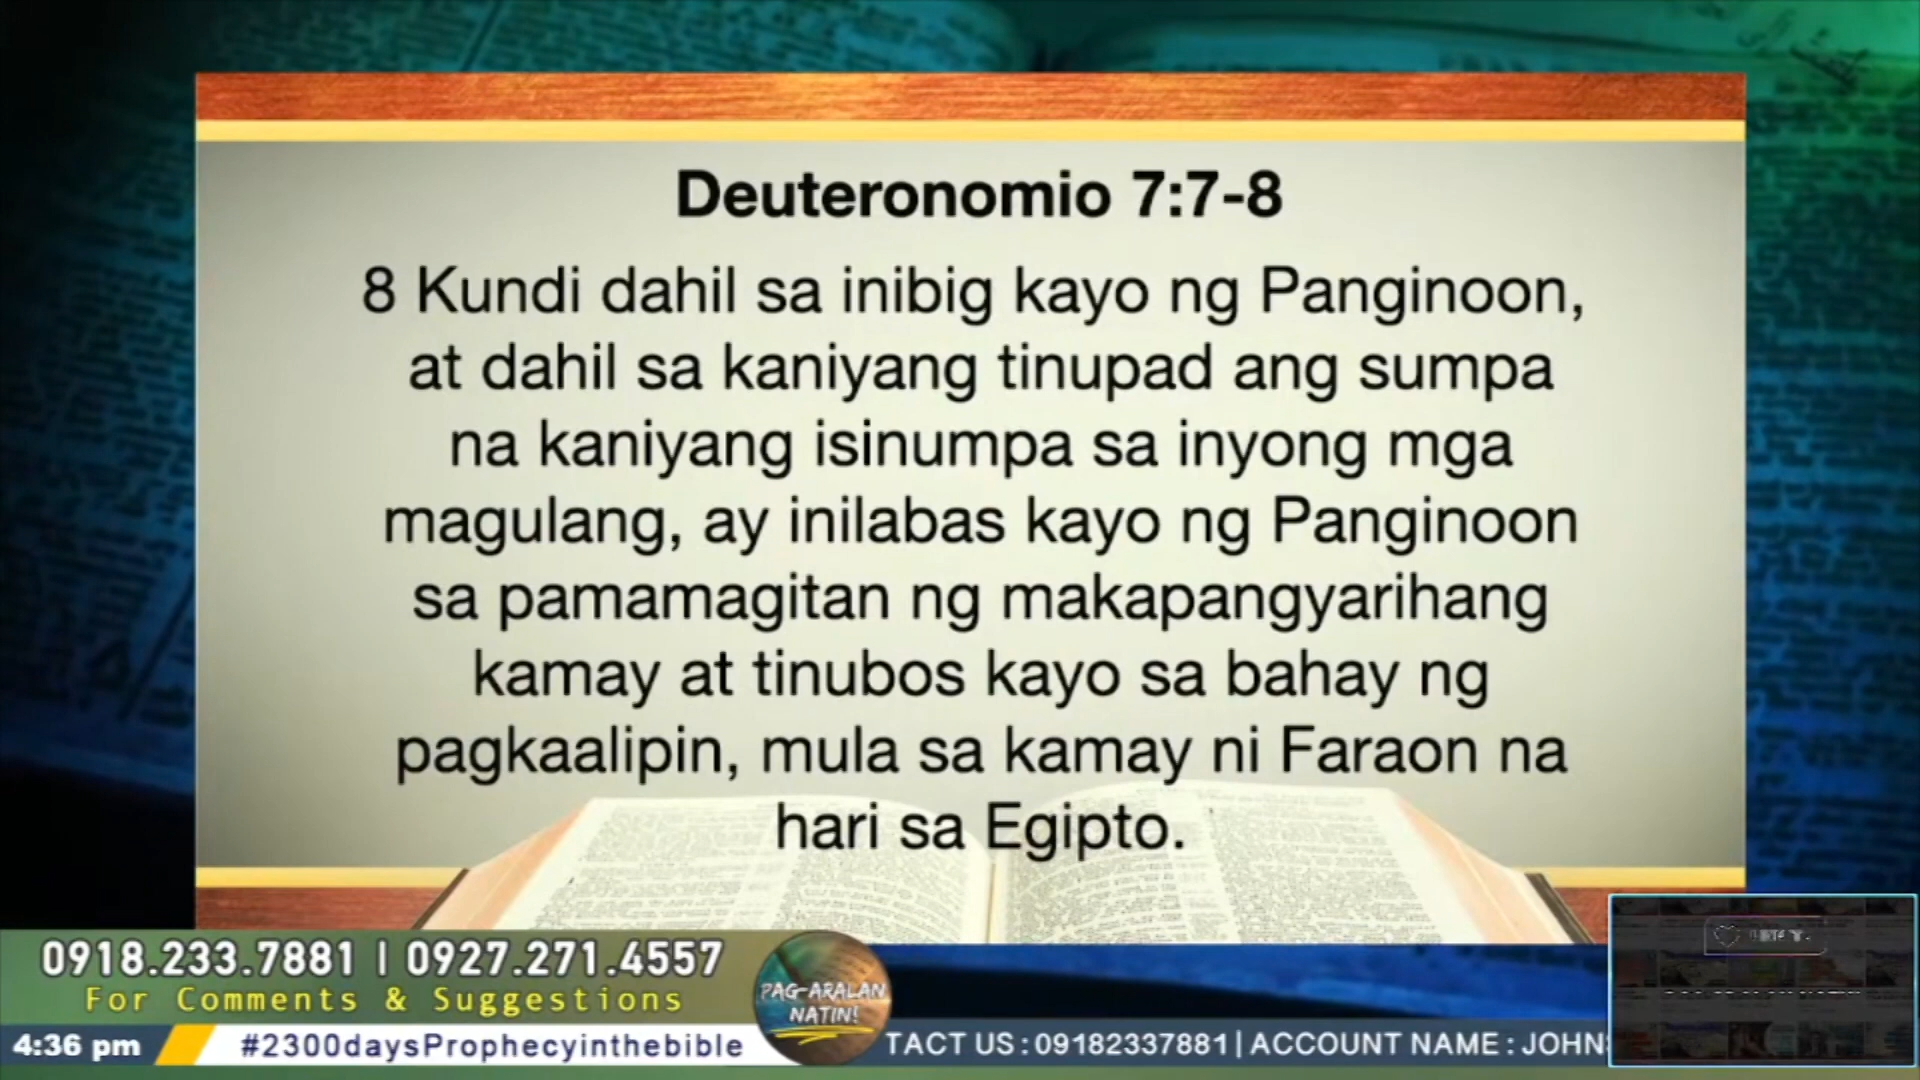 Deuteronomio 7:7-8
8 Kundi dahil sa inibig kayo ng Panginoon,
at dahil sa kaniyang tinupad ang sumpa
na kaniyang isinumpa sa inyong mga
magulang, ay inilabas kayo ng Panginoon
sa pamamagitan ng makapangyarihang
kamay at tinubos kayo sa bahay ng
pagkaalipin, mula sa kamay ni Faraon na
hari sa Egipto.
0918.233.7881 | 0927.271.4557
For Comments & Suggestions
PAG-ARALAN
NATIN!
4:36 pm
#2300daysProphecyinthebible
TACT US : 09182337881 | ACCOUNT NAME : JOHN